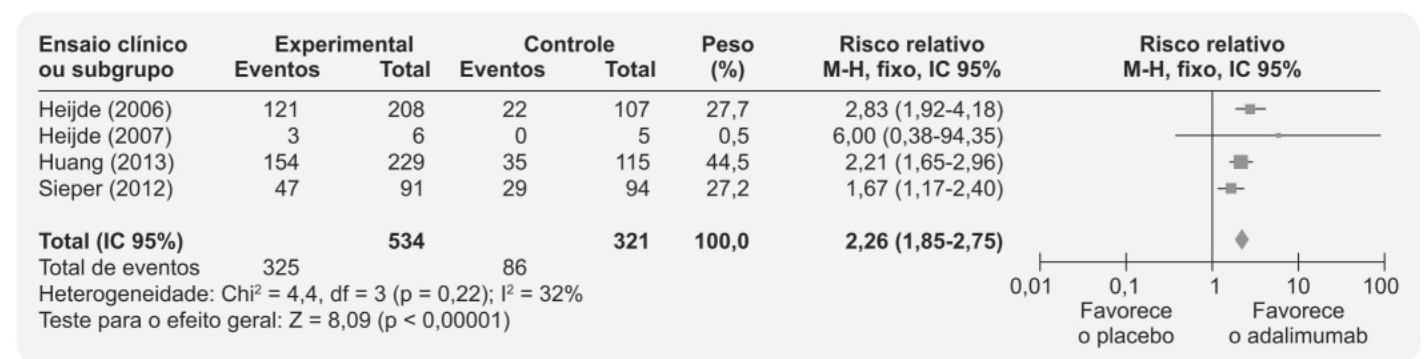 Ensaio clínico Experimental Controle Peso Risco relativo Risco relativo
ou subgrupo Eventos Total Eventos Total (%) M-H, fixo, IC 95% M-H, fixo, IC 95%
Heijde (2006) 121 208 22 107 27,7 2,83 (1,92-4,18)
Heijde (2007) 3 6 0 5 0,5 6,00 (0,38-94,35)
Huang (2013) 154 229 35 115 44,5 2,21 (1,65-2,96)
Sieper (2012) 47 91 29 94 27,2 1,67 (1,17-2,40)
Total (IC 95%) 534 321 100,0 2,26 (1,85-2,75)
Total de eventos 325 86
Heterogeneidade: Chi² = 4,4, df = 3 (p = 0,22); I² = 32%
Teste para o efeito geral: Z = 8,09 (p < 0,00001)
0,01 0,1 1 10 100
Favorece Favorece
o placebo o adalimumab